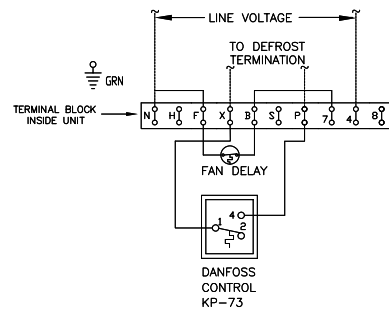 LINE VOLTAGE
TO DEFROST
TERMINATION
GRN
TERMINAL BLOCK
INSIDE UNIT
N H F X B S P 7 4 8
FAN DELAY
4
1 2
DANFOSS
CONTROL
KP-73